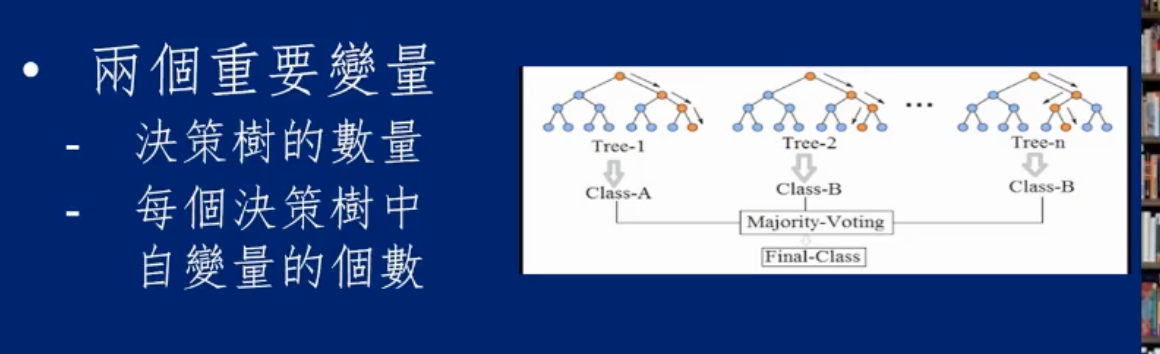 • 兩個重要變量
- 決策樹的數量
- 每個決策樹中
自變量的個數
Tree-1
Tree-2
...
Tree-n
Class-A
Class-B
Class-B
Majority-Voting
Final-Class